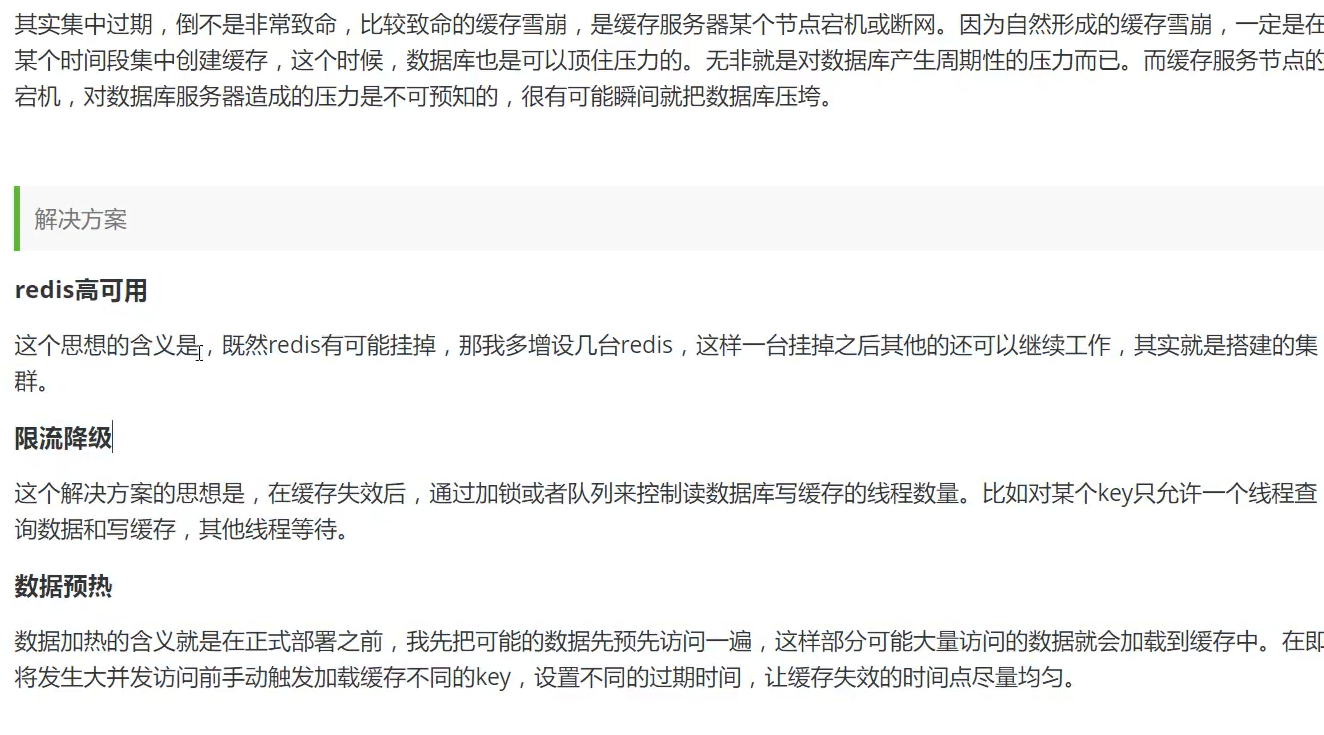 其实集中过期，倒不是非常致命，比较致命的缓存雪崩，是缓存服务器某个节点宕机或断网。因为自然形成的缓存雪崩，一定是在
某个时间段集中创建缓存，这个时候，数据库也是可以顶住压力的。无非就是对数据库产生周期性的压力而已。而缓存服务节点的
宕机，对数据库服务器造成的压力是不可预知的，很有可能瞬间就把数据库压垮。
解决方案
redis高可用
这个思想的含义是，既然redis有可能挂掉，那我多增设几台redis，这样一台挂掉之后其他的还可以继续工作，其实就是搭建的集
群。
限流降级
这个解决方案的思想是，在缓存失效后，通过加锁或者队列来控制读数据库写缓存的线程数量。比如对某个key只允许一个线程查
询数据和写缓存，其他线程等待。
数据预热
数据加热的含义就是在正式部署之前，我先把可能的数据先预先访问一遍，这样部分可能大量访问的数据就会加载到缓存中。在即
将发生大并发访问前手动触发加载缓存不同的key，设置不同的过期时间，让缓存失效的时间点尽量均匀。